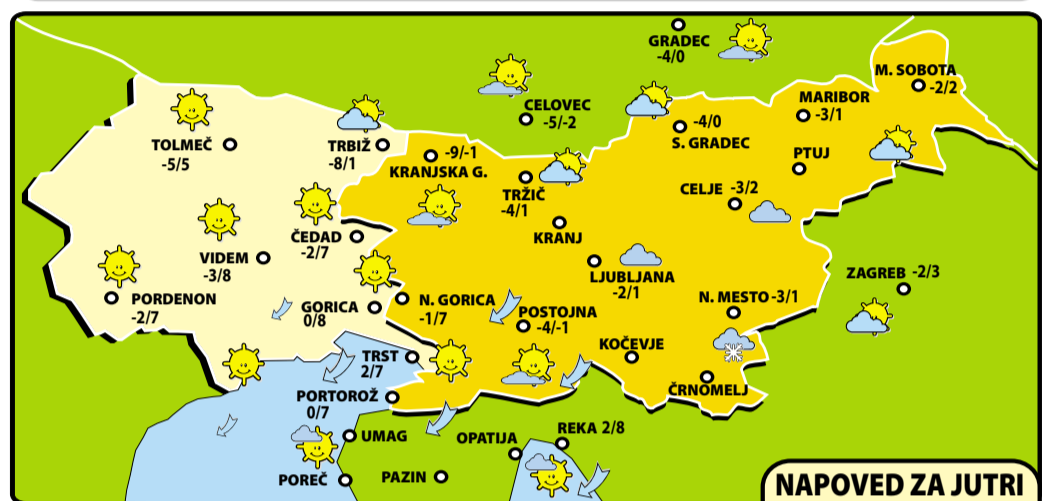 GRADEC
-4/0
M. SOBOTA
-2/2
CELOVEC
-5/-2
MARIBOR
-3/1
-4/0
S. GRADEC
TOLMEČ
-5/5
TRBIŽ
-8/1
-9/-1
KRANJSKA G.
PTUJ
TRŽIČ
-4/1
CELJE -3/2
KRANJ
ČEDAD
-2/7
VIDEM
-3/8
LJUBLJANA
-2/1
ZAGREB -2/3
PORDENON
-2/7
GORICA
0/8
N. GORICA
-1/7
POSTOJNA
-4/-1
N. MESTO -3/1
KOČEVJE
TRST
2/7
ČRNOMELJ
PORTOROŽ
0/7
UMAG
OPATIJA
REKA 2/8
POREČ
PAZIN
NAPOVED ZA JUTRI